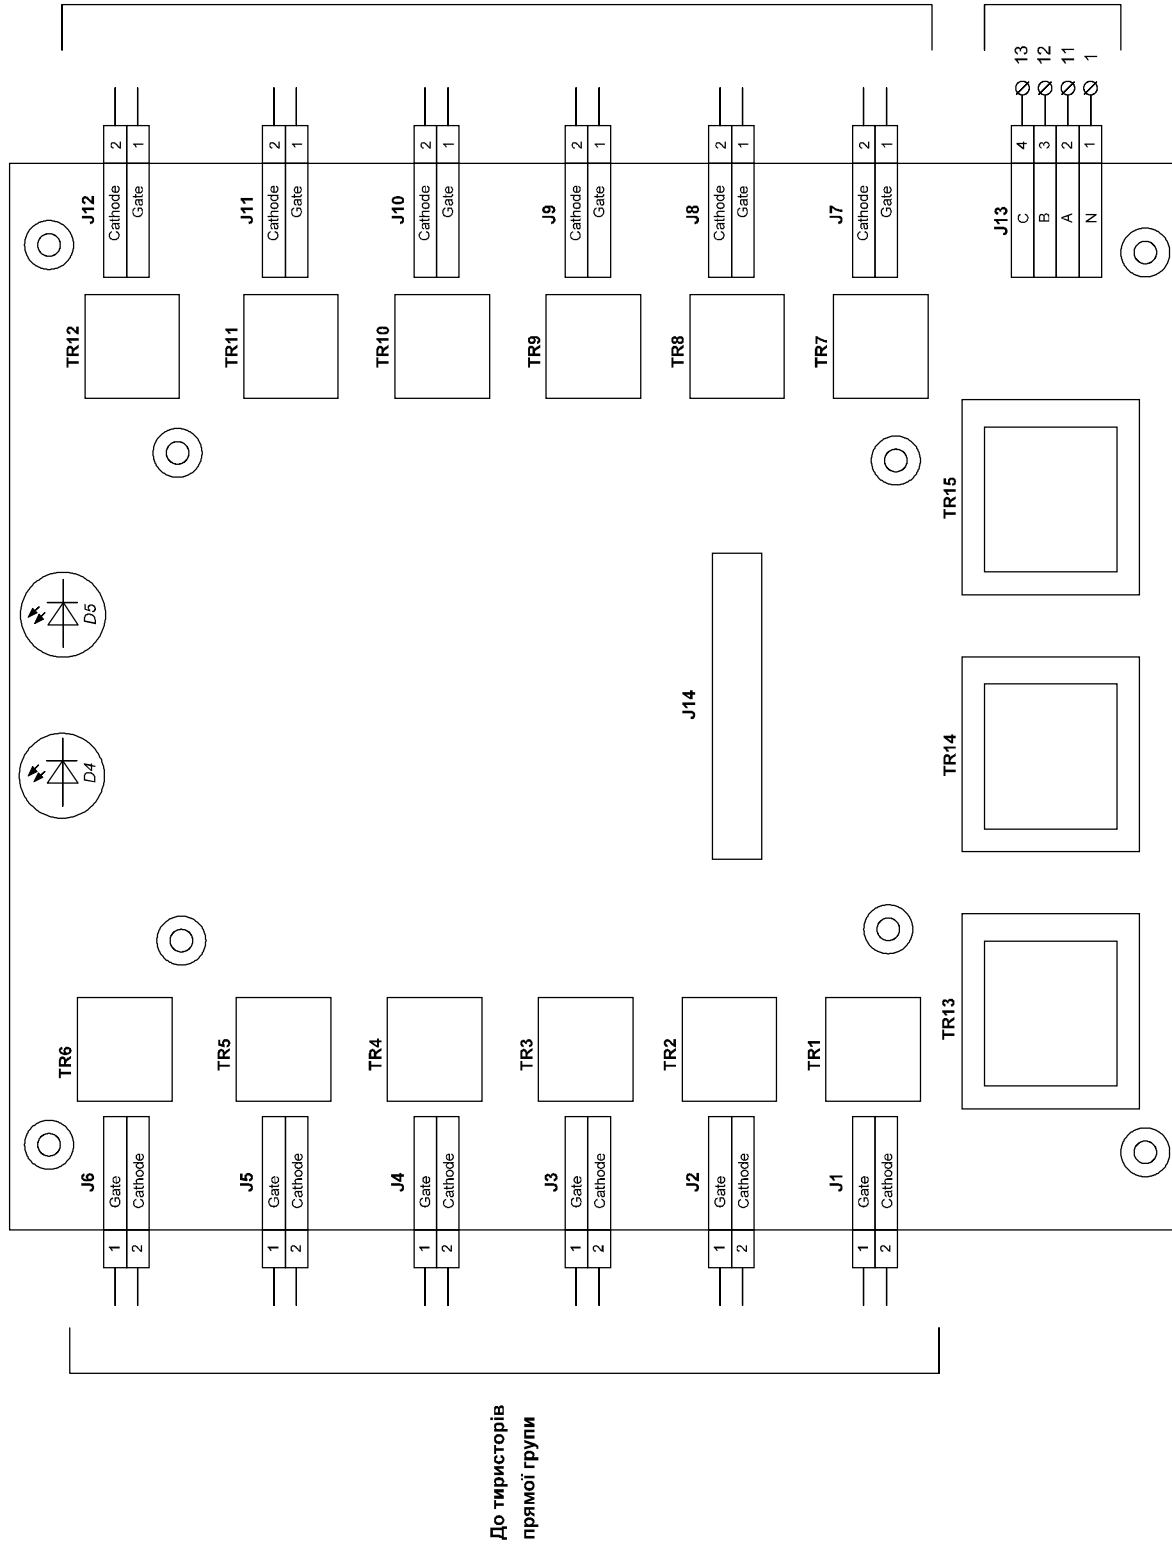 J12
Cathode 2
Gate 1
TR12
J11
Cathode 2
Gate 1
TR11
J10
Cathode 2
Gate 1
TR10
J9
Cathode 2
Gate 1
TR9
J8
Cathode 2
Gate 1
TR8
J7
Cathode 2
Gate 1
TR7
J13
C 4 13
B 3 12
A 2 11
N 1 1
D5
D4
J14
TR15
TR14
TR13
TR6
J6
1 Gate
2 Cathode
TR5
J5
1 Gate
2 Cathode
TR4
J4
1 Gate
2 Cathode
TR3
J3
1 Gate
2 Cathode
TR2
J2
1 Gate
2 Cathode
TR1
J1
1 Gate
2 Cathode
До тиристорів
прямої групи